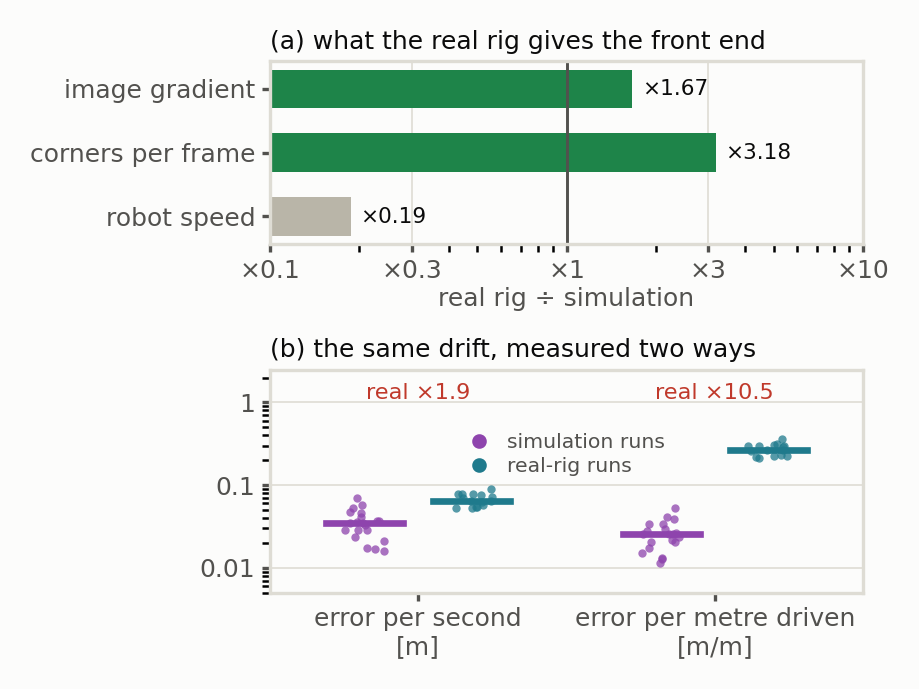 (a) what the real rig gives the front end
image gradient
×1.67
corners per frame
×3.18
robot speed
×0.19
×0.1 ×0.3 ×1 ×3 ×10
real rig ÷ simulation
(b) the same drift, measured two ways
real ×1.9 real ×10.5
1
simulation runs
real-rig runs
0.1
0.01
error per second error per metre driven
[m] [m/m]